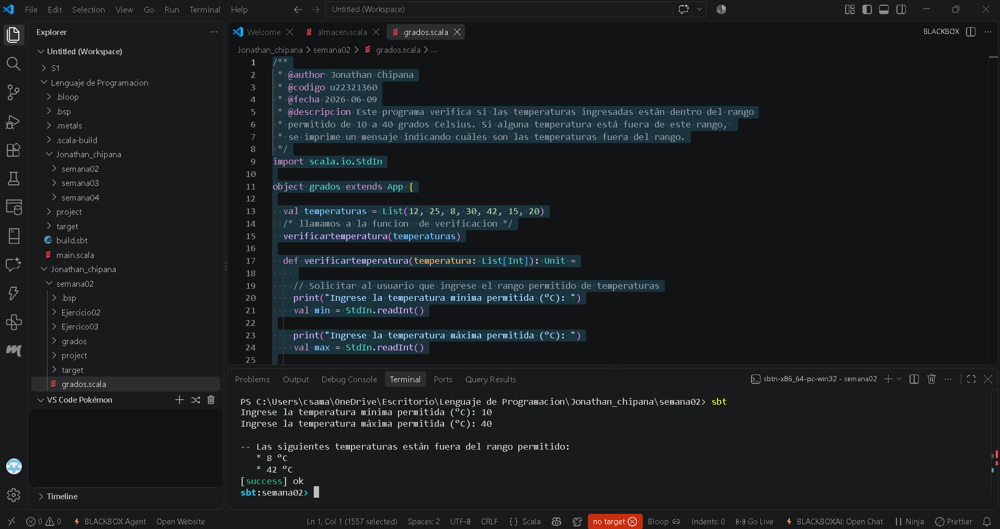 File Edit Selection View Go Run Terminal Help
Untitled (Workspace)
Explorer
Untitled (Workspace)
S1
Lenguaje de Programacion
.bloop
.bsp
.metals
.scala-build
Jonathan_chipana
semana02
semana03
semana04
project
target
build.sbt
main.scala
Jonathan_chipana
semana02
.bsp
Ejercicio02
Ejercico03
grados
project
target
grados.scala
VS Code Pokémon
Timeline
Welcome almacen.scala grados.scala
BLACKBOX
Jonathan_chipana > semana02 > grados.scala > ...
1 /**
2 * @author Jonathan Chipana
3 * @codigo u22321360
4 * @fecha 2026-06-09
5 * @descripcion Este programa verifica si las temperaturas ingresadas están dentro del rango
6 * permitido de 10 a 40 grados Celsius. Si alguna temperatura está fuera de este rango,
7 * se imprime un mensaje indicando cuáles son las temperaturas fuera del rango.
8 */
9 import scala.io.StdIn
10
11 object grados extends App {
12
13 val temperaturas = List(12, 25, 8, 30, 42, 15, 20)
14 /* llamamos a la funcion  de verificacion */
15 verificartemperatura(temperaturas)
16
17 def verificartemperatura(temperatura: List[Int]): Unit =
18
19 // Solicitar al usuario que ingrese el rango permitido de temperaturas
20 print("Ingrese la temperatura mínima permitida (°C): ")
21 val min = StdIn.readInt()
22
23 print("Ingrese la temperatura máxima permitida (°C): ")
24 val max = StdIn.readInt()
25
Problems Output Debug Console Terminal Ports Query Results
sbtn-x86_64-pc-win32 - semana02
PS C:\Users\csama\OneDrive\Escritorio\Lenguaje de Programacion\Jonathan_chipana\semana02> sbt
Ingrese la temperatura mínima permitida (°C): 10
Ingrese la temperatura máxima permitida (°C): 40
-- Las siguientes temperaturas están fuera del rango permitido:
* 8 °C
* 42 °C
[success] ok
sbt:semana02>
0 0 BLACKBOX Agent Open Website Ln 1, Col 1 (1557 selected) Spaces: 2 UTF-8 CRLF {} Scala no target Bloop Indents: 0 Go Live BLACKBOXAI: Open Chat Ninja Prettier